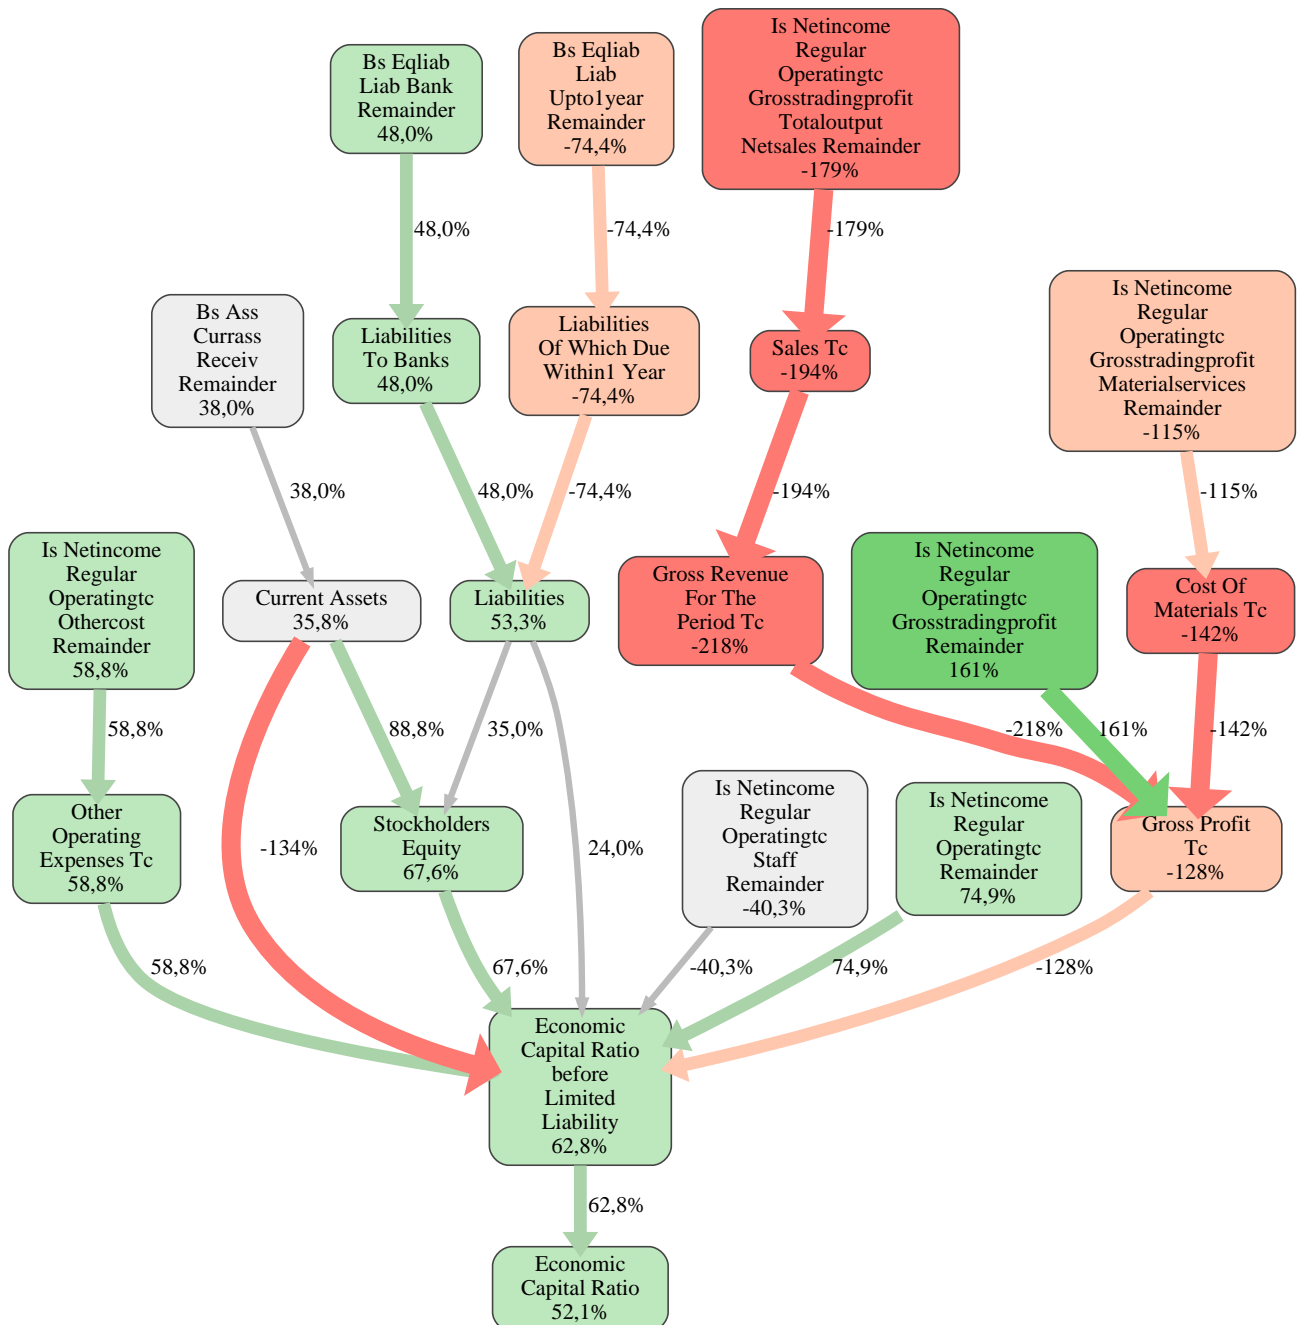 Bs Eqliab
Liab Bank
Remainder
48,0%
Bs Eqliab
Liab
Upto1year
Remainder
-74,4%
Is Netincome
Regular
Operatingtc
Grosstradingprofit
Totaloutput
Netsales Remainder
-179%
48,0%
-74,4%
-179%
Bs Ass
Currass
Receiv
Remainder
38,0%
Liabilities
To Banks
48,0%
Liabilities
Of Which Due
Within1 Year
-74,4%
Sales Tc
-194%
Is Netincome
Regular
Operatingtc
Grosstradingprofit
Materialservices
Remainder
-115%
38,0%
48,0%
-74,4%
-194%
-115%
Is Netincome
Regular
Operatingtc
Othercost
Remainder
58,8%
Current Assets
35,8%
Liabilities
53,3%
Gross Revenue
For The
Period Tc
-218%
Is Netincome
Regular
Operatingtc
Grosstradingprofit
Remainder
161%
Cost Of
Materials Tc
-142%
58,8%
88,8%
35,0%
-218%
161%
-142%
Other
Operating
Expenses Tc
58,8%
-134%
Stockholders
Equity
67,6%
24,0%
Is Netincome
Regular
Operatingtc
Staff
Remainder
-40,3%
Is Netincome
Regular
Operatingtc
Remainder
74,9%
Gross Profit
Tc
-128%
58,8%
67,6%
-40,3%
74,9%
-128%
Economic
Capital Ratio
before
Limited
Liability
62,8%
62,8%
Economic
Capital Ratio
52,1%